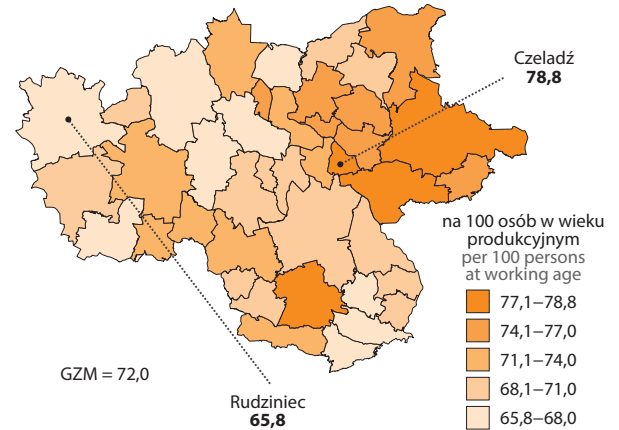 Czeladź
78,8
na 100 osób w wieku
produkcyjnym
per 100 persons
at working age
77,1–78,8
74,1–77,0
71,1–74,0
68,1–71,0
65,8–68,0
GZM = 72,0
Rudziniec
65,8